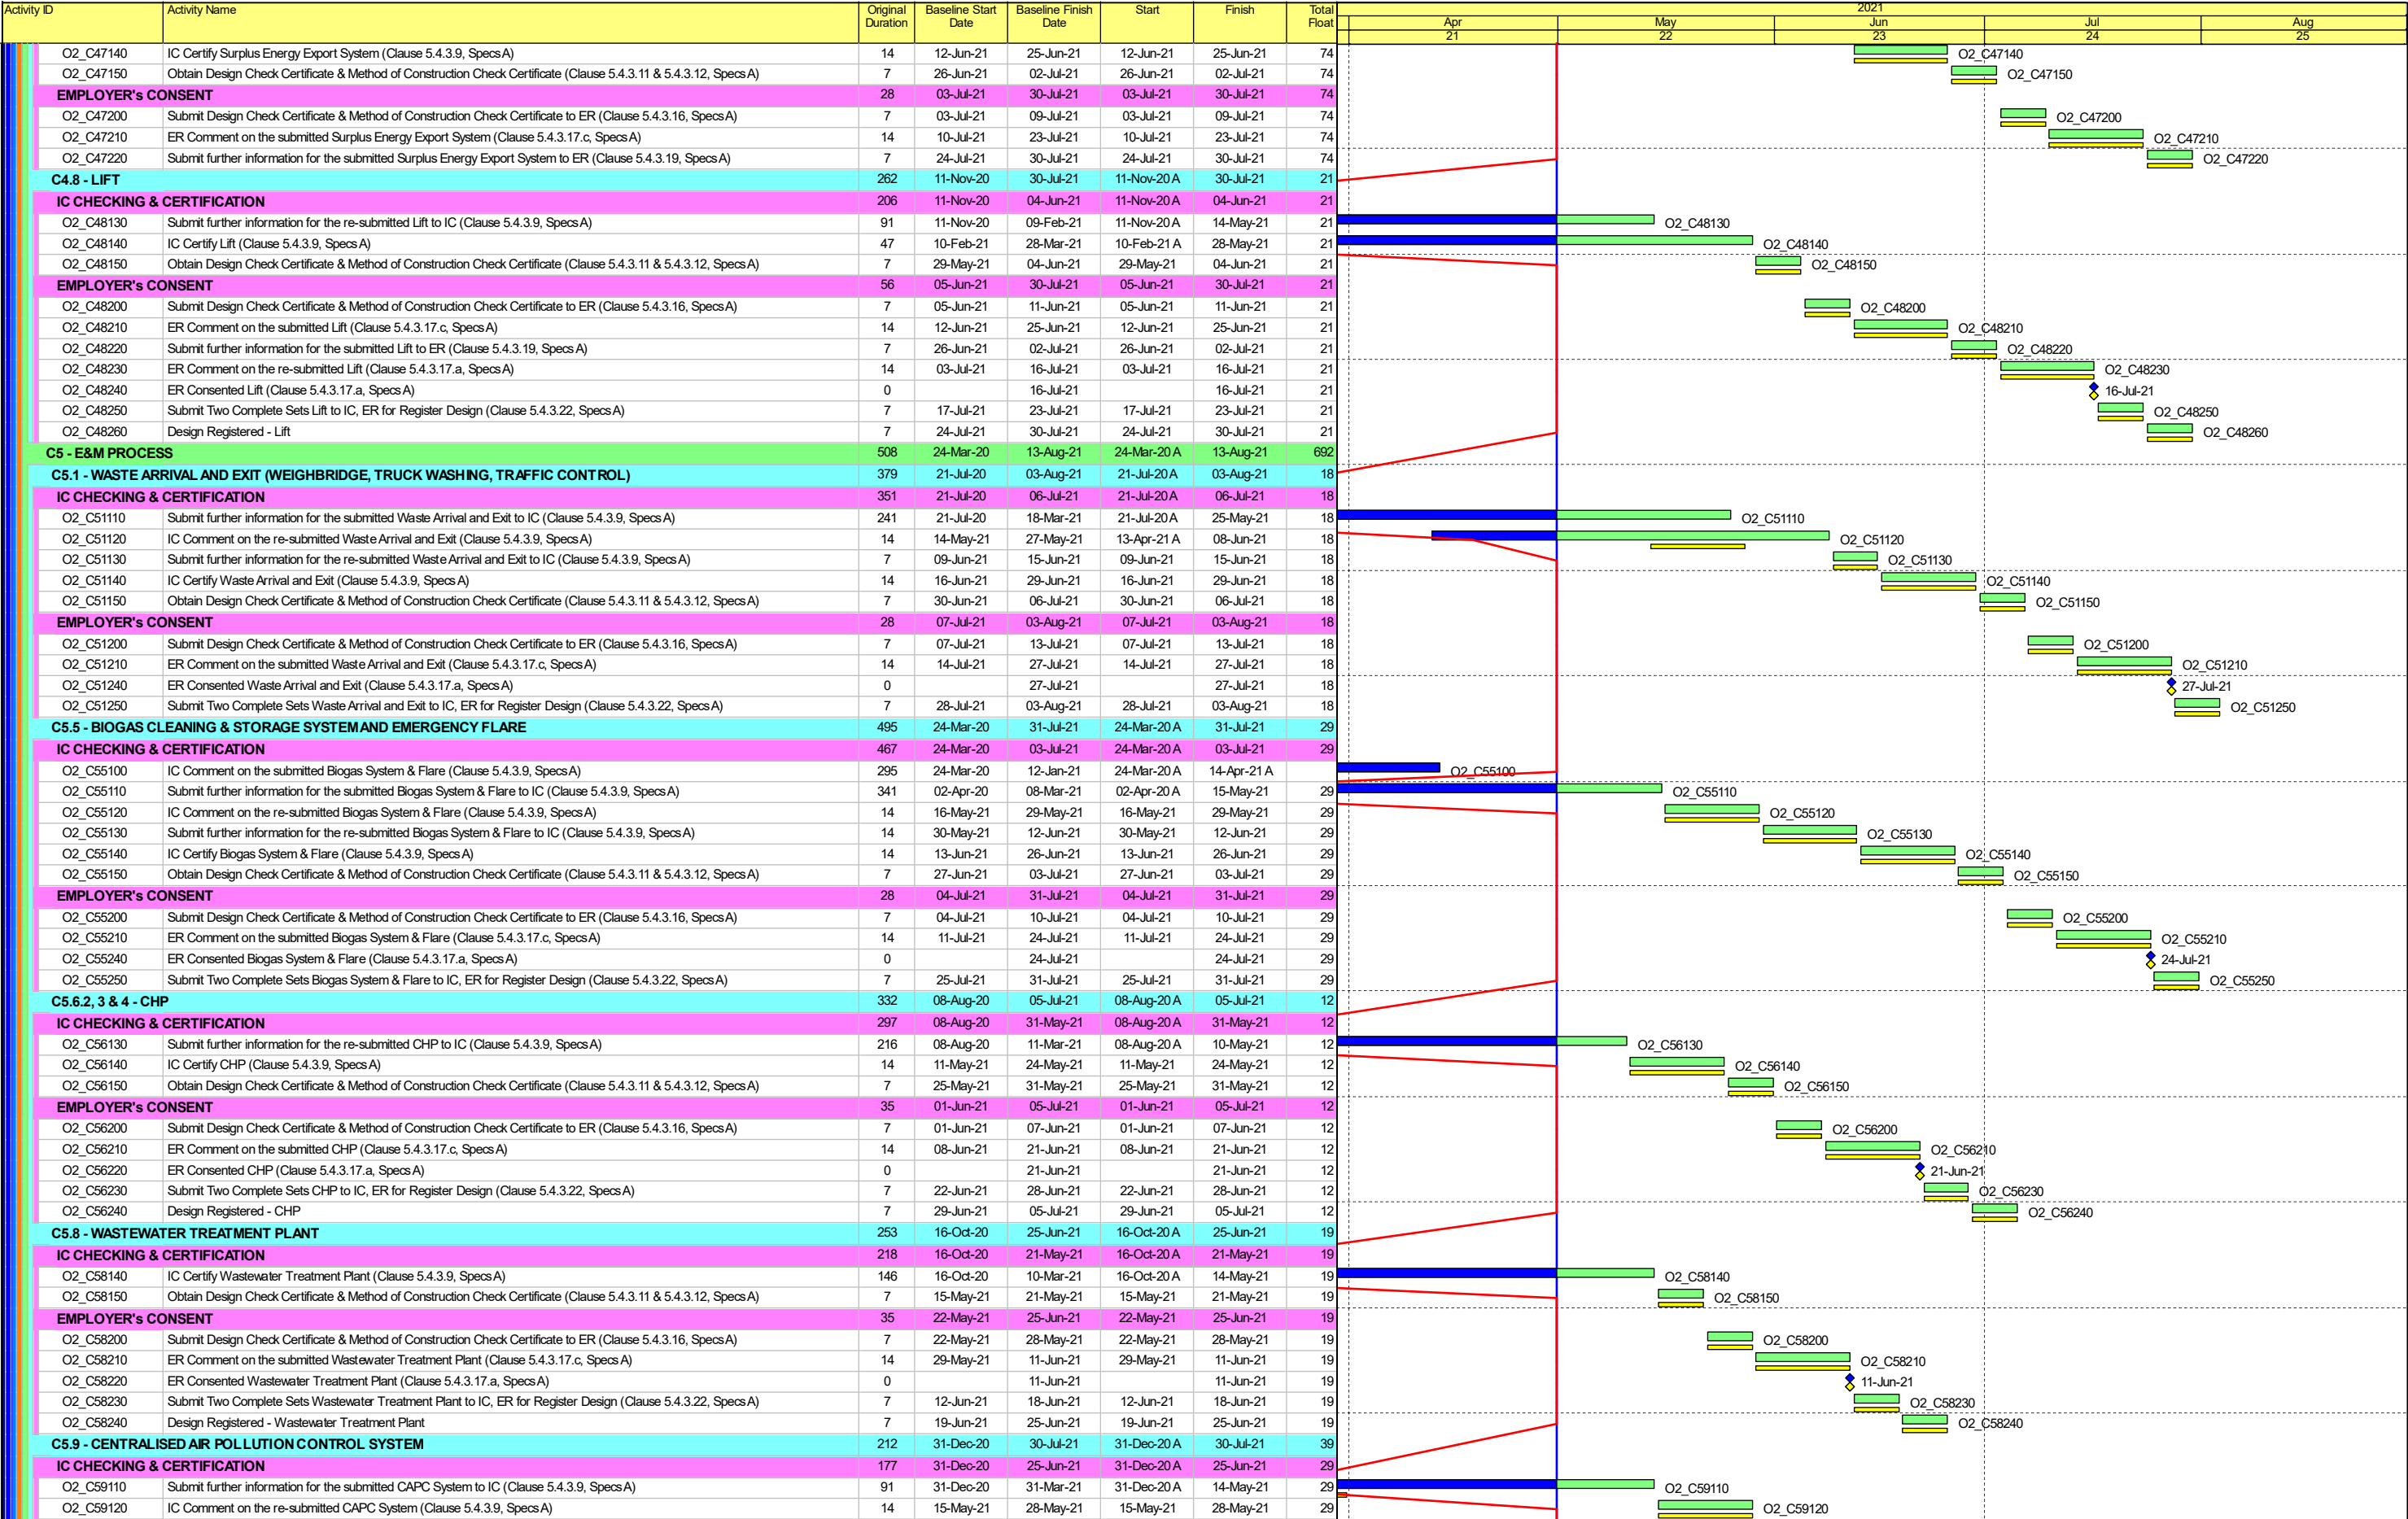 Activity ID Activity Name Original Duration Baseline Start Date Baseline Finish Date Start Finish Total Float 2021
Apr May Jun Jul Aug
21 22 23 24 25
O2_C47140 IC Certify Surplus Energy Export System (Clause 5.4.3.9, Specs A) 14 12-Jun-21 25-Jun-21 12-Jun-21 25-Jun-21 74 O2_C47140
O2_C47150 Obtain Design Check Certificate & Method of Construction Check Certificate (Clause 5.4.3.11 & 5.4.3.12, Specs A) 7 26-Jun-21 02-Jul-21 26-Jun-21 02-Jul-21 74 O2_C47150
EMPLOYER's CONSENT 28 03-Jul-21 30-Jul-21 03-Jul-21 30-Jul-21 74
O2_C47200 Submit Design Check Certificate & Method of Construction Check Certificate to ER (Clause 5.4.3.16, Specs A) 7 03-Jul-21 09-Jul-21 03-Jul-21 09-Jul-21 74 O2_C47200
O2_C47210 ER Comment on the submitted Surplus Energy Export System (Clause 5.4.3.17.c, Specs A) 14 10-Jul-21 23-Jul-21 10-Jul-21 23-Jul-21 74 O2_C47210
O2_C47220 Submit further information for the submitted Surplus Energy Export System to ER (Clause 5.4.3.19, Specs A) 7 24-Jul-21 30-Jul-21 24-Jul-21 30-Jul-21 74 O2_C47220
C4.8 - LIFT 262 11-Nov-20 30-Jul-21 11-Nov-20 A 30-Jul-21 21
IC CHECKING & CERTIFICATION 206 11-Nov-20 04-Jun-21 11-Nov-20 A 04-Jun-21 21
O2_C48130 Submit further information for the re-submitted Lift to IC (Clause 5.4.3.9, Specs A) 91 11-Nov-20 09-Feb-21 11-Nov-20 A 14-May-21 21 O2_C48130
O2_C48140 IC Certify Lift (Clause 5.4.3.9, Specs A) 47 10-Feb-21 28-Mar-21 10-Feb-21 A 28-May-21 21 O2_C48140
O2_C48150 Obtain Design Check Certificate & Method of Construction Check Certificate (Clause 5.4.3.11 & 5.4.3.12, Specs A) 7 29-May-21 04-Jun-21 29-May-21 04-Jun-21 21 O2_C48150
EMPLOYER's CONSENT 56 05-Jun-21 30-Jul-21 05-Jun-21 30-Jul-21 21
O2_C48200 Submit Design Check Certificate & Method of Construction Check Certificate to ER (Clause 5.4.3.16, Specs A) 7 05-Jun-21 11-Jun-21 05-Jun-21 11-Jun-21 21 O2_C48200
O2_C48210 ER Comment on the submitted Lift (Clause 5.4.3.17.c, Specs A) 14 12-Jun-21 25-Jun-21 12-Jun-21 25-Jun-21 21 O2_C48210
O2_C48220 Submit further information for the submitted Lift to ER (Clause 5.4.3.19, Specs A) 7 26-Jun-21 02-Jul-21 26-Jun-21 02-Jul-21 21 O2_C48220
O2_C48230 ER Comment on the re-submitted Lift (Clause 5.4.3.17.a, Specs A) 14 03-Jul-21 16-Jul-21 03-Jul-21 16-Jul-21 21 O2_C48230
O2_C48240 ER Consented Lift (Clause 5.4.3.17.a, Specs A) 0 16-Jul-21 16-Jul-21 21 16-Jul-21
O2_C48250 Submit Two Complete Sets Lift to IC, ER for Register Design (Clause 5.4.3.22, Specs A) 7 17-Jul-21 23-Jul-21 17-Jul-21 23-Jul-21 21 O2_C48250
O2_C48260 Design Registered - Lift 7 24-Jul-21 30-Jul-21 24-Jul-21 30-Jul-21 21 O2_C48260
C5 - E&M PROCESS 508 24-Mar-20 13-Aug-21 24-Mar-20 A 13-Aug-21 692
C5.1 - WASTE ARRIVAL AND EXIT (WEIGHBRIDGE, TRUCK WASHING, TRAFFIC CONTROL) 379 21-Jul-20 03-Aug-21 21-Jul-20 A 03-Aug-21 18
IC CHECKING & CERTIFICATION 351 21-Jul-20 06-Jul-21 21-Jul-20 A 06-Jul-21 18
O2_C51110 Submit further information for the submitted Waste Arrival and Exit to IC (Clause 5.4.3.9, Specs A) 241 21-Jul-20 18-Mar-21 21-Jul-20 A 25-May-21 18 O2_C51110
O2_C51120 IC Comment on the re-submitted Waste Arrival and Exit (Clause 5.4.3.9, Specs A) 14 14-May-21 27-May-21 13-Apr-21 A 08-Jun-21 18 O2_C51120
O2_C51130 Submit further information for the re-submitted Waste Arrival and Exit to IC (Clause 5.4.3.9, Specs A) 7 09-Jun-21 15-Jun-21 09-Jun-21 15-Jun-21 18 O2_C51130
O2_C51140 IC Certify Waste Arrival and Exit (Clause 5.4.3.9, Specs A) 14 16-Jun-21 29-Jun-21 16-Jun-21 29-Jun-21 18 O2_C51140
O2_C51150 Obtain Design Check Certificate & Method of Construction Check Certificate (Clause 5.4.3.11 & 5.4.3.12, Specs A) 7 30-Jun-21 06-Jul-21 30-Jun-21 06-Jul-21 18 O2_C51150
EMPLOYER's CONSENT 28 07-Jul-21 03-Aug-21 07-Jul-21 03-Aug-21 18
O2_C51200 Submit Design Check Certificate & Method of Construction Check Certificate to ER (Clause 5.4.3.16, Specs A) 7 07-Jul-21 13-Jul-21 07-Jul-21 13-Jul-21 18 O2_C51200
O2_C51210 ER Comment on the submitted Waste Arrival and Exit (Clause 5.4.3.17.c, Specs A) 14 14-Jul-21 27-Jul-21 14-Jul-21 27-Jul-21 18 O2_C51210
O2_C51240 ER Consented Waste Arrival and Exit (Clause 5.4.3.17.a, Specs A) 0 27-Jul-21 27-Jul-21 18 27-Jul-21
O2_C51250 Submit Two Complete Sets Waste Arrival and Exit to IC, ER for Register Design (Clause 5.4.3.22, Specs A) 7 28-Jul-21 03-Aug-21 28-Jul-21 03-Aug-21 18 O2_C51250
C5.5 - BIOGAS CLEANING & STORAGE SYSTEM AND EMERGENCY FLARE 495 24-Mar-20 31-Jul-21 24-Mar-20 A 31-Jul-21 29
IC CHECKING & CERTIFICATION 467 24-Mar-20 03-Jul-21 24-Mar-20 A 03-Jul-21 29
O2_C55100 IC Comment on the submitted Biogas System & Flare (Clause 5.4.3.9, Specs A) 295 24-Mar-20 12-Jan-21 24-Mar-20 A 14-Apr-21 A O2_C55100
O2_C55110 Submit further information for the submitted Biogas System & Flare to IC (Clause 5.4.3.9, Specs A) 341 02-Apr-20 08-Mar-21 02-Apr-20 A 15-May-21 29 O2_C55110
O2_C55120 IC Comment on the re-submitted Biogas System & Flare (Clause 5.4.3.9, Specs A) 14 16-May-21 29-May-21 16-May-21 29-May-21 29 O2_C55120
O2_C55130 Submit further information for the re-submitted Biogas System & Flare to IC (Clause 5.4.3.9, Specs A) 14 30-May-21 12-Jun-21 30-May-21 12-Jun-21 29 O2_C55130
O2_C55140 IC Certify Biogas System & Flare (Clause 5.4.3.9, Specs A) 14 13-Jun-21 26-Jun-21 13-Jun-21 26-Jun-21 29 O2_C55140
O2_C55150 Obtain Design Check Certificate & Method of Construction Check Certificate (Clause 5.4.3.11 & 5.4.3.12, Specs A) 7 27-Jun-21 03-Jul-21 27-Jun-21 03-Jul-21 29 O2_C55150
EMPLOYER's CONSENT 28 04-Jul-21 31-Jul-21 04-Jul-21 31-Jul-21 29
O2_C55200 Submit Design Check Certificate & Method of Construction Check Certificate to ER (Clause 5.4.3.16, Specs A) 7 04-Jul-21 10-Jul-21 04-Jul-21 10-Jul-21 29 O2_C55200
O2_C55210 ER Comment on the submitted Biogas System & Flare (Clause 5.4.3.17.c, Specs A) 14 11-Jul-21 24-Jul-21 11-Jul-21 24-Jul-21 29 O2_C55210
O2_C55240 ER Consented Biogas System & Flare (Clause 5.4.3.17.a, Specs A) 0 24-Jul-21 24-Jul-21 29 24-Jul-21
O2_C55250 Submit Two Complete Sets Biogas System & Flare to IC, ER for Register Design (Clause 5.4.3.22, Specs A) 7 25-Jul-21 31-Jul-21 25-Jul-21 31-Jul-21 29 O2_C55250
C5.6.2, 3 & 4 - CHP 332 08-Aug-20 05-Jul-21 08-Aug-20 A 05-Jul-21 12
IC CHECKING & CERTIFICATION 297 08-Aug-20 31-May-21 08-Aug-20 A 31-May-21 12
O2_C56130 Submit further information for the re-submitted CHP to IC (Clause 5.4.3.9, Specs A) 216 08-Aug-20 11-Mar-21 08-Aug-20 A 10-May-21 12 O2_C56130
O2_C56140 IC Certify CHP (Clause 5.4.3.9, Specs A) 14 11-May-21 24-May-21 11-May-21 24-May-21 12 O2_C56140
O2_C56150 Obtain Design Check Certificate & Method of Construction Check Certificate (Clause 5.4.3.11 & 5.4.3.12, Specs A) 7 25-May-21 31-May-21 25-May-21 31-May-21 12 O2_C56150
EMPLOYER's CONSENT 35 01-Jun-21 05-Jul-21 01-Jun-21 05-Jul-21 12
O2_C56200 Submit Design Check Certificate & Method of Construction Check Certificate to ER (Clause 5.4.3.16, Specs A) 7 01-Jun-21 07-Jun-21 01-Jun-21 07-Jun-21 12 O2_C56200
O2_C56210 ER Comment on the submitted CHP (Clause 5.4.3.17.c, Specs A) 14 08-Jun-21 21-Jun-21 08-Jun-21 21-Jun-21 12 O2_C56210
O2_C56220 ER Consented CHP (Clause 5.4.3.17.a, Specs A) 0 21-Jun-21 21-Jun-21 12 21-Jun-21
O2_C56230 Submit Two Complete Sets CHP to IC, ER for Register Design (Clause 5.4.3.22, Specs A) 7 22-Jun-21 28-Jun-21 22-Jun-21 28-Jun-21 12 O2_C56230
O2_C56240 Design Registered - CHP 7 29-Jun-21 05-Jul-21 29-Jun-21 05-Jul-21 12 O2_C56240
C5.8 - WASTEWATER TREATMENT PLANT 253 16-Oct-20 25-Jun-21 16-Oct-20 A 25-Jun-21 19
IC CHECKING & CERTIFICATION 218 16-Oct-20 21-May-21 16-Oct-20 A 21-May-21 19
O2_C58140 IC Certify Wastewater Treatment Plant (Clause 5.4.3.9, Specs A) 146 16-Oct-20 10-Mar-21 16-Oct-20 A 14-May-21 19 O2_C58140
O2_C58150 Obtain Design Check Certificate & Method of Construction Check Certificate (Clause 5.4.3.11 & 5.4.3.12, Specs A) 7 15-May-21 21-May-21 15-May-21 21-May-21 19 O2_C58150
EMPLOYER's CONSENT 35 22-May-21 25-Jun-21 22-May-21 25-Jun-21 19
O2_C58200 Submit Design Check Certificate & Method of Construction Check Certificate to ER (Clause 5.4.3.16, Specs A) 7 22-May-21 28-May-21 22-May-21 28-May-21 19 O2_C58200
O2_C58210 ER Comment on the submitted Wastewater Treatment Plant (Clause 5.4.3.17.c, Specs A) 14 29-May-21 11-Jun-21 29-May-21 11-Jun-21 19 O2_C58210
O2_C58220 ER Consented Wastewater Treatment Plant (Clause 5.4.3.17.a, Specs A) 0 11-Jun-21 11-Jun-21 19 11-Jun-21
O2_C58230 Submit Two Complete Sets Wastewater Treatment Plant to IC, ER for Register Design (Clause 5.4.3.22, Specs A) 7 12-Jun-21 18-Jun-21 12-Jun-21 18-Jun-21 19 O2_C58230
O2_C58240 Design Registered - Wastewater Treatment Plant 7 19-Jun-21 25-Jun-21 19-Jun-21 25-Jun-21 19 O2_C58240
C5.9 - CENTRALISED AIR POLLUTION CONTROL SYSTEM 212 31-Dec-20 30-Jul-21 31-Dec-20 A 30-Jul-21 39
IC CHECKING & CERTIFICATION 177 31-Dec-20 25-Jun-21 31-Dec-20 A 25-Jun-21 29
O2_C59110 Submit further information for the submitted CAPC System to IC (Clause 5.4.3.9, Specs A) 91 31-Dec-20 31-Mar-21 31-Dec-20 A 14-May-21 29 O2_C59110
O2_C59120 IC Comment on the re-submitted CAPC System (Clause 5.4.3.9, Specs A) 14 15-May-21 28-May-21 15-May-21 28-May-21 29 O2_C59120